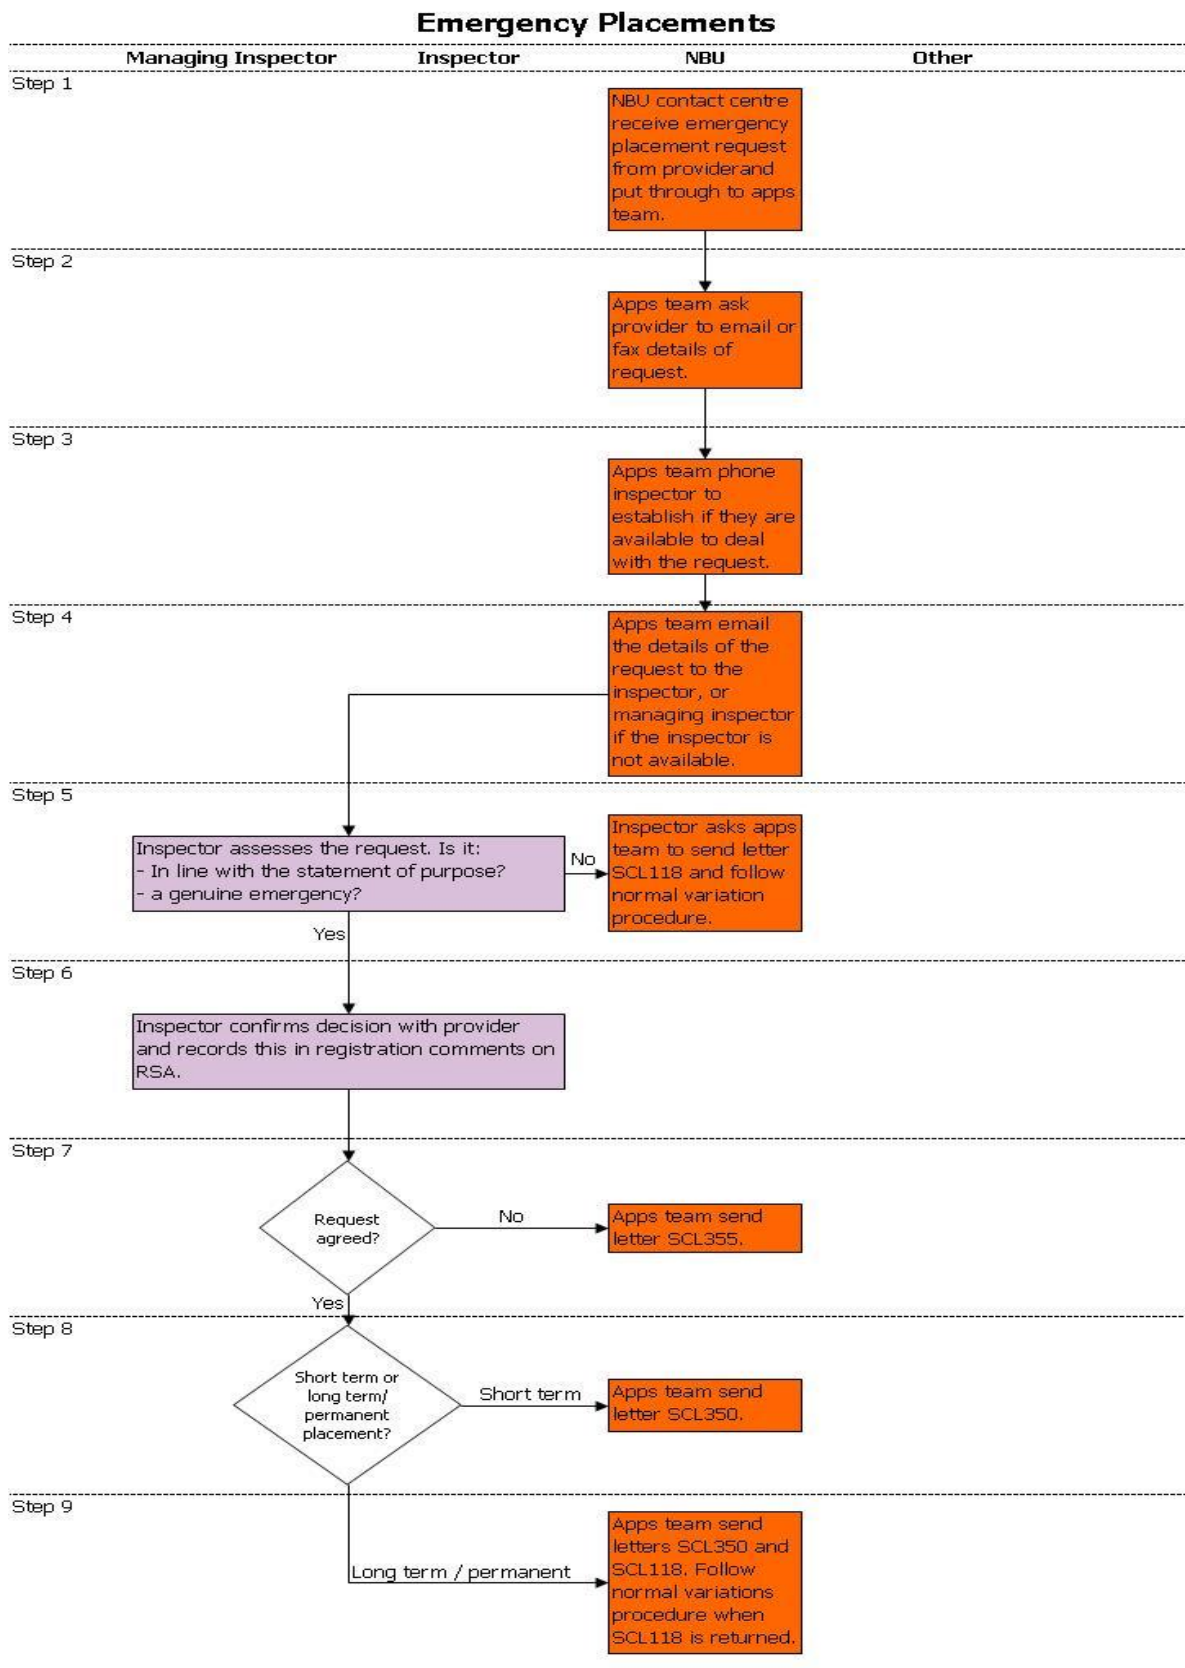 Emergency Placements
Managing Inspector Inspector NBU Other
Step 1
NBU contact centre
receive emergency
placement request
from providerand
put through to apps
team.
Step 2
Apps team ask
provider to email or
fax details of
request.
Step 3
Apps team phone
inspector to
establish if they are
available to deal
with the request.
Step 4
Apps team email
the details of the
request to the
inspector, or
managing inspector
if the inspector is
not available.
Step 5
Inspector assesses the request. Is it:
- In line with the statement of purpose?
- a genuine emergency?
No
Inspector asks apps
team to send letter
SCL118 and follow
normal variation
procedure.
Yes
Step 6
Inspector confirms decision with provider
and records this in registration comments on
RSA.
Step 7
Request
agreed?
No
Apps team send
letter SCL355.
Yes
Step 8
Short term or
long term/
permanent
placement?
Short term
Apps team send
letter SCL350.
Step 9
Long term / permanent
Apps team send
letters SCL350 and
SCL118. Follow
normal variations
procedure when
SCL118 is returned.